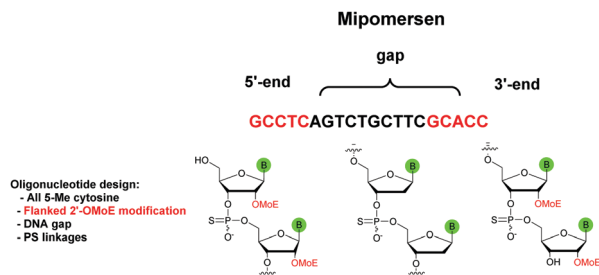 Mipomersen
gap
5'-end
3'-end
GCCTCAGTCTGCTTCGCACC
Oligonucleotide design:
- All 5-Me cytosine
- Flanked 2'-OMoE modification
- DNA gap
- PS linkages
HO
O
B
O
OMoE
S=P
O
O-
O
B
O
OMoE
O
O
B
O
S=P
O
O-
O
B
O
O
O
B
O
OMoE
S=P
O
O-
O
B
HO
OMoE